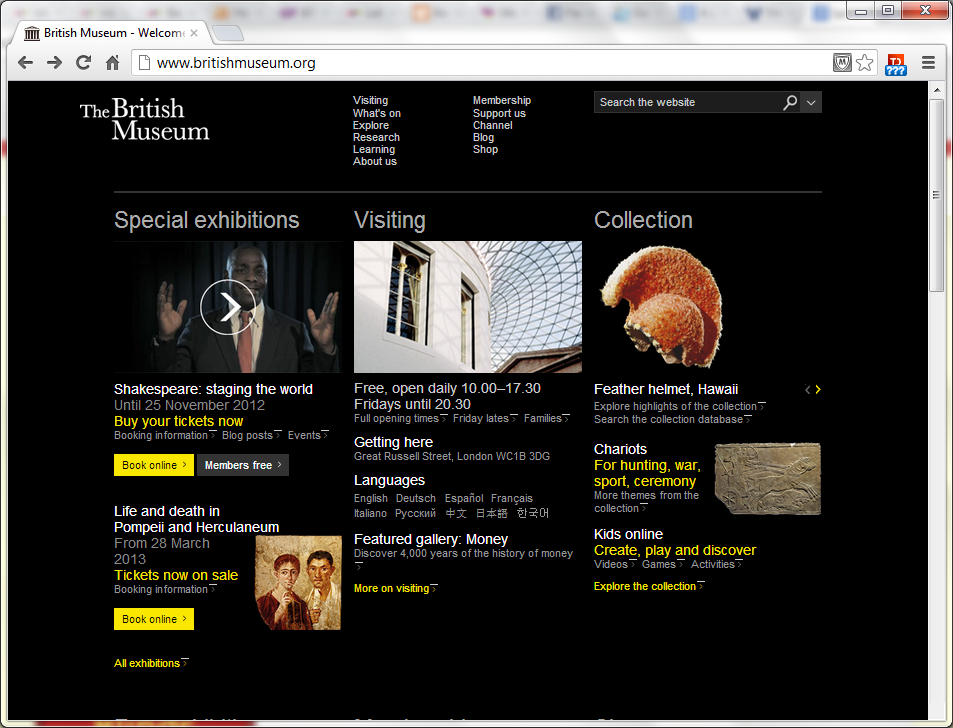 British Museum - Welcome
www.britishmuseum.org
The British
Museum
Visiting
What's on
Explore
Research
Learning
About us
Membership
Support us
Channel
Blog
Shop
Search the website
Special exhibitions
Shakespeare: staging the world
Until 25 November 2012
Buy your tickets now
Booking information Blog posts Events
Book online Members free
Life and death in
Pompeii and Herculaneum
From 28 March
2013
Tickets now on sale
Booking information
Book online
All exhibitions
Visiting
Free, open daily 10.00–17.30
Fridays until 20.30
Full opening times Friday lates Families
Getting here
Great Russell Street, London WC1B 3DG
Languages
English Deutsch Español Français
Italiano Русский 中文 日本語 한국어
Featured gallery: Money
Discover 4,000 years of the history of money
More on visiting
Collection
Feather helmet, Hawaii
Explore highlights of the collection
Search the collection database
Chariots
For hunting, war,
sport, ceremony
More themes from the
collection
Kids online
Create, play and discover
Videos Games Activities
Explore the collection